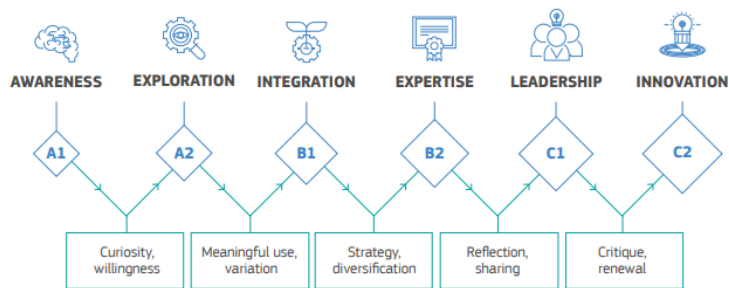 AWARENESS
EXPLORATION
INTEGRATION
EXPERTISE
LEADERSHIP
INNOVATION
A1
A2
B1
B2
C1
C2
Curiosity,
willingness
Meaningful use,
variation
Strategy,
diversification
Reflection,
sharing
Critique,
renewal